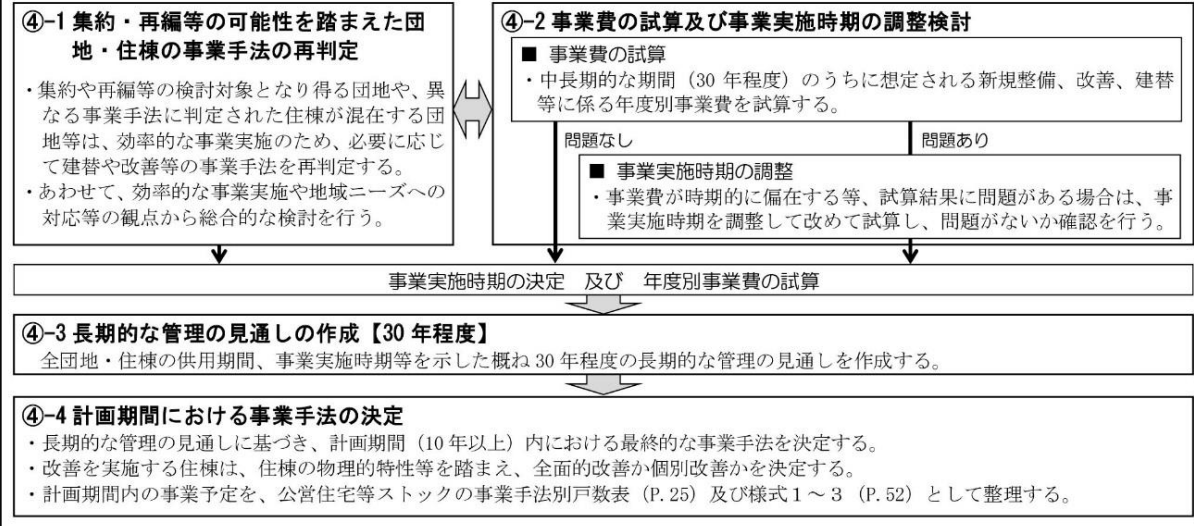 ④-1 集約・再編等の可能性を踏まえた団
地・住棟の事業手法の再判定
・集約や再編等の検討対象となり得る団地や、異
なる事業手法に判定された住棟が混在する団
地等は、効率的な事業実施のため、必要に応じ
て建替や改善等の事業手法を再判定する。
・あわせて、効率的な事業実施や地域ニーズへの
対応等の観点から総合的な検討を行う。
④-2 事業費の試算及び事業実施時期の調整検討
■ 事業費の試算
・中長期的な期間（30 年程度）のうちに想定される新規整備、改善、建替
等に係る年度別事業費を試算する。
問題なし
問題あり
■ 事業実施時期の調整
・事業費が時期的に偏在する等、試算結果に問題がある場合は、事
業実施時期を調整して改めて試算し、問題がないか確認を行う。
事業実施時期の決定　及び　年度別事業費の試算
④-3 長期的な管理の見通しの作成【30 年程度】
全団地・住棟の供用期間、事業実施時期等を示した概ね 30 年程度の長期的な管理の見通しを作成する。
④-4 計画期間における事業手法の決定
・長期的な管理の見通しに基づき、計画期間（10 年以上）内における最終的な事業手法を決定する。
・改善を実施する住棟は、住棟の物理的特性等を踏まえ、全面的改善か個別改善かを決定する。
・計画期間内の事業予定を、公営住宅等ストックの事業手法別戸数表（P.25）及び様式１～３（P.52）として整理する。